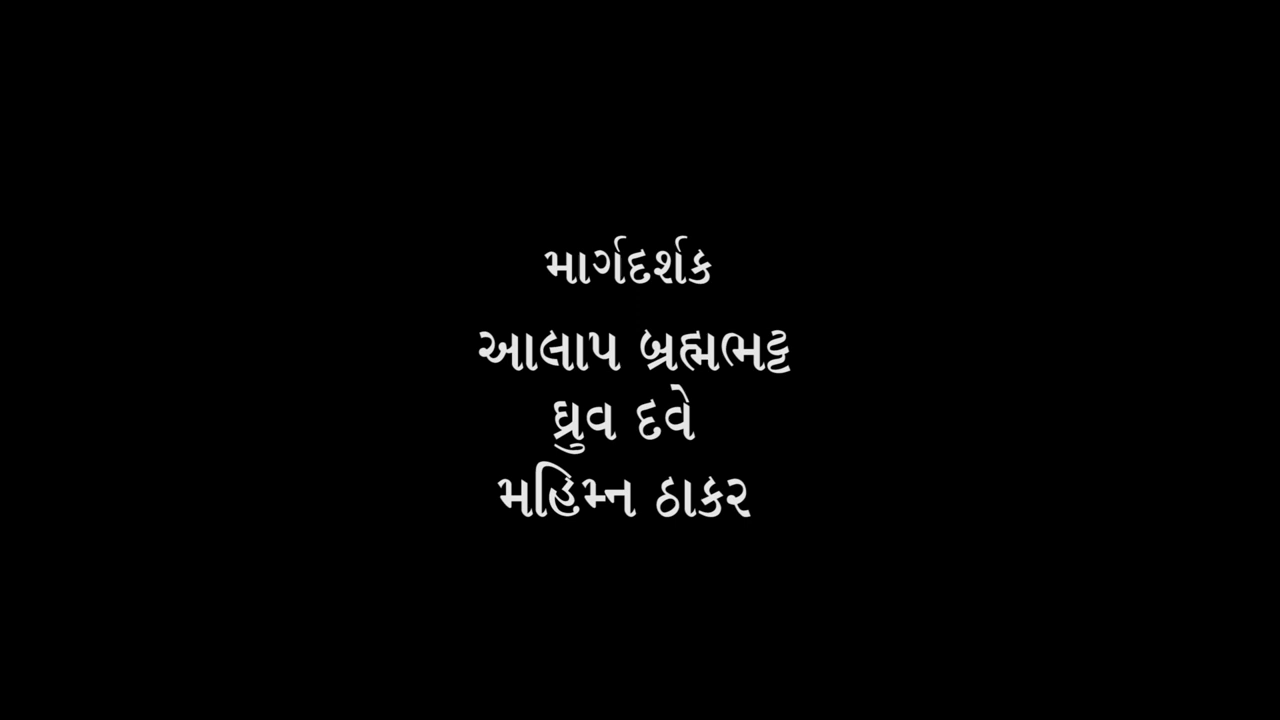 માર્ગદર્શક
આલાપ બ્રહ્મભટ્ટ
ધ્રુવ દવે
મહિમ્ન ઠાકર